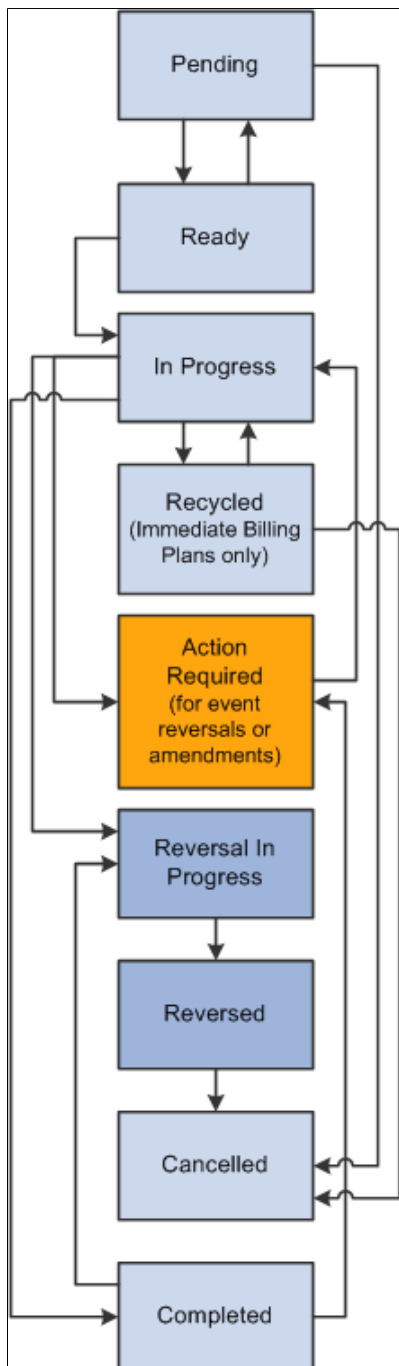 Pending
Ready
In Progress
Recycled
(Immediate Billing
Plans only)
Action
Required
(for event
reversals or
amendments)
Reversal In
Progress
Reversed
Cancelled
Completed